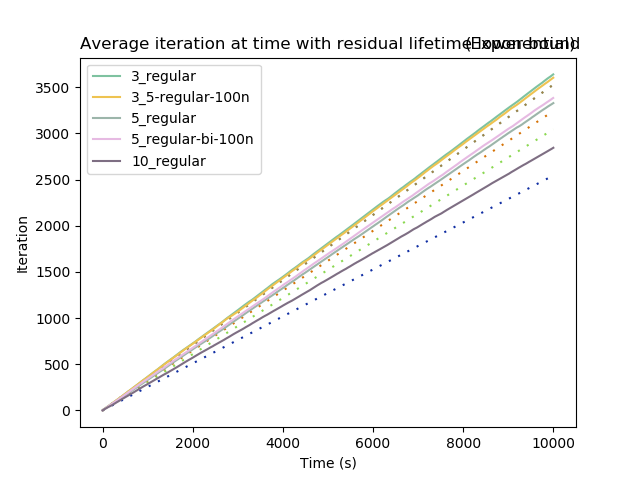 Average iteration at time with residual lifetime lower bound
(Exponential)
3_regular
3_5-regular-100n
5_regular
5_regular-bi-100n
10_regular
3500
3000
2500
2000
1500
1000
500
0
Iteration
0 2000 4000 6000 8000 10000
Time (s)